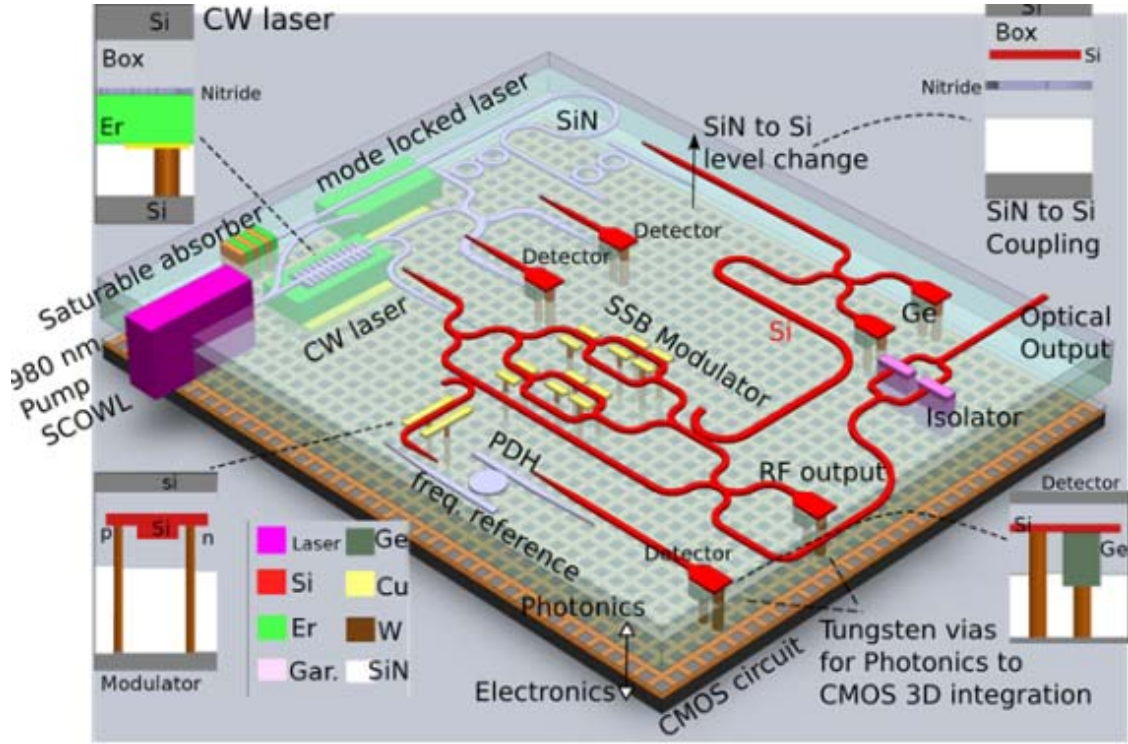 Si
CW laser
Box
Nitride
Er
Si
mode locked laser
SiN
SiN to Si
level change
Si
Box
Si
Nitride
SiN to Si
Coupling
Saturable absorber
Detector
Detector
CW laser
SSB Modulator
Si
Ge
Optical
Output
Isolator
980 nm
Pump
SCOWL
PDH
RF output
freq. reference
Detector
si
Si
p
n
Modulator
Laser
Ge
Si
Cu
Er
W
Gar.
SiN
Detector
Si
Ge
Photonics
Electronics
CMOS circuit
Tungsten vias
for Photonics to
CMOS 3D integration